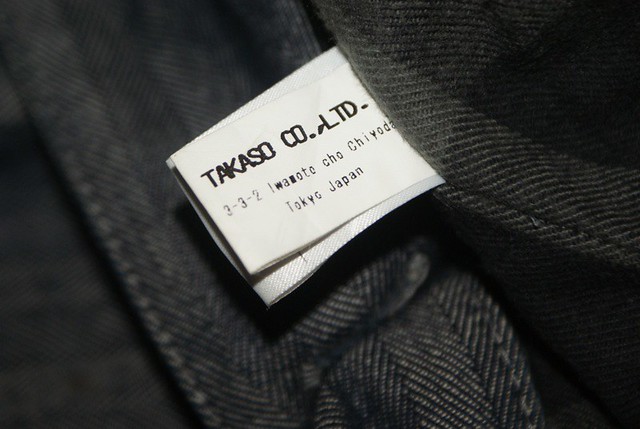 TAKASO CO.,LTD.
3-3-2 Iwamoto cho Chiyoda
Tokyo Japan